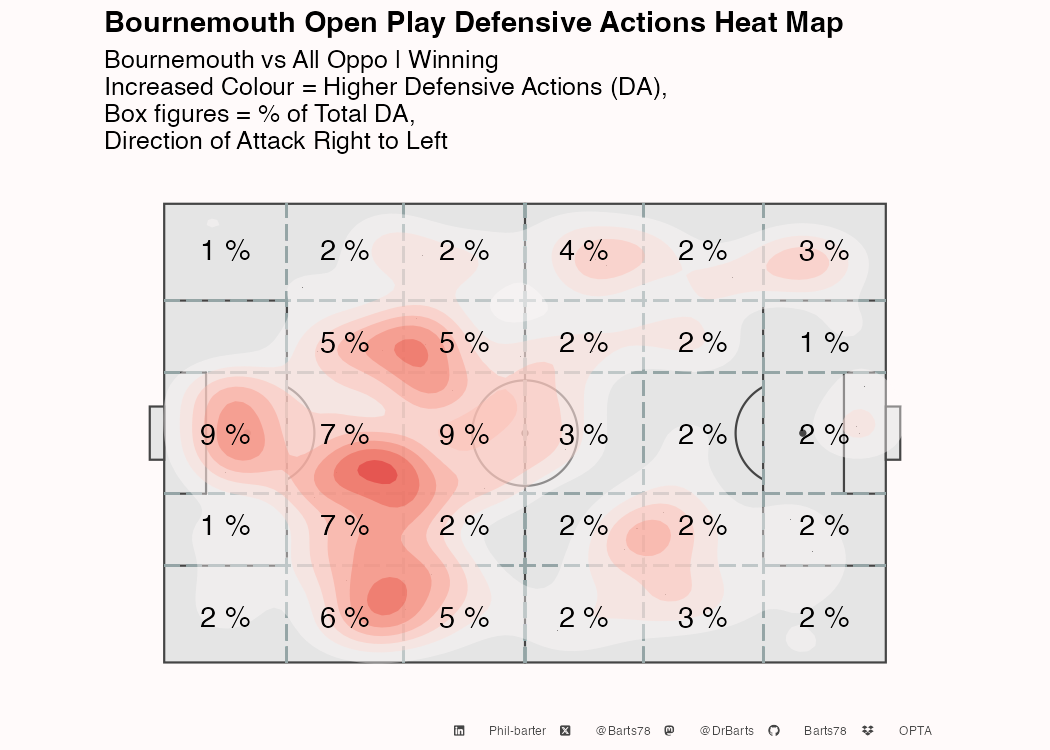 Bournemouth Open Play Defensive Actions Heat Map
Bournemouth vs All Oppo | Winning
Increased Colour = Higher Defensive Actions (DA),
Box figures = % of Total DA,
Direction of Attack Right to Left
1 % 2 % 2 % 4 % 2 % 3 %
5 % 5 % 2 % 2 % 1 %
9 % 7 % 9 % 3 % 2 % 2 %
1 % 7 % 2 % 2 % 2 % 2 %
2 % 6 % 5 % 2 % 3 % 2 %
Phil-barter @Barts78 @DrBarts Barts78 OPTA